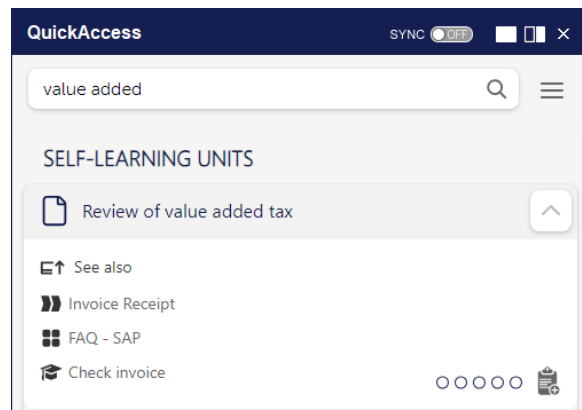 QuickAccess SYNC OFF
value added
SELF-LEARNING UNITS
Review of value added tax
See also
Invoice Receipt
FAQ - SAP
Check invoice